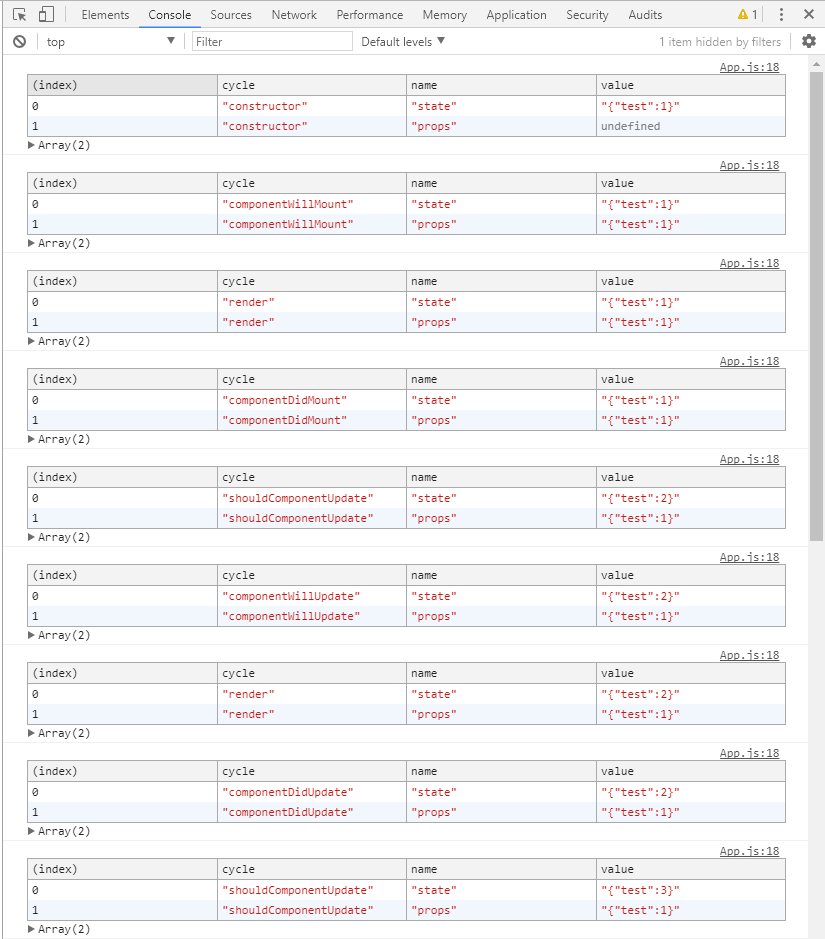 Elements Console Sources Network Performance Memory Application Security Audits 1
top Filter Default levels 1 item hidden by filters
App.js:18
(index) cycle name value
0 "constructor" "state" "{"test":1}"
1 "constructor" "props" undefined
Array(2)
App.js:18
(index) cycle name value
0 "componentWillMount" "state" "{"test":1}"
1 "componentWillMount" "props" "{"test":1}"
Array(2)
App.js:18
(index) cycle name value
0 "render" "state" "{"test":1}"
1 "render" "props" "{"test":1}"
Array(2)
App.js:18
(index) cycle name value
0 "componentDidMount" "state" "{"test":1}"
1 "componentDidMount" "props" "{"test":1}"
Array(2)
App.js:18
(index) cycle name value
0 "shouldComponentUpdate" "state" "{"test":2}"
1 "shouldComponentUpdate" "props" "{"test":1}"
Array(2)
App.js:18
(index) cycle name value
0 "componentWillUpdate" "state" "{"test":2}"
1 "componentWillUpdate" "props" "{"test":1}"
Array(2)
App.js:18
(index) cycle name value
0 "render" "state" "{"test":2}"
1 "render" "props" "{"test":1}"
Array(2)
App.js:18
(index) cycle name value
0 "componentDidUpdate" "state" "{"test":2}"
1 "componentDidUpdate" "props" "{"test":1}"
Array(2)
App.js:18
(index) cycle name value
0 "shouldComponentUpdate" "state" "{"test":3}"
1 "shouldComponentUpdate" "props" "{"test":1}"
Array(2)